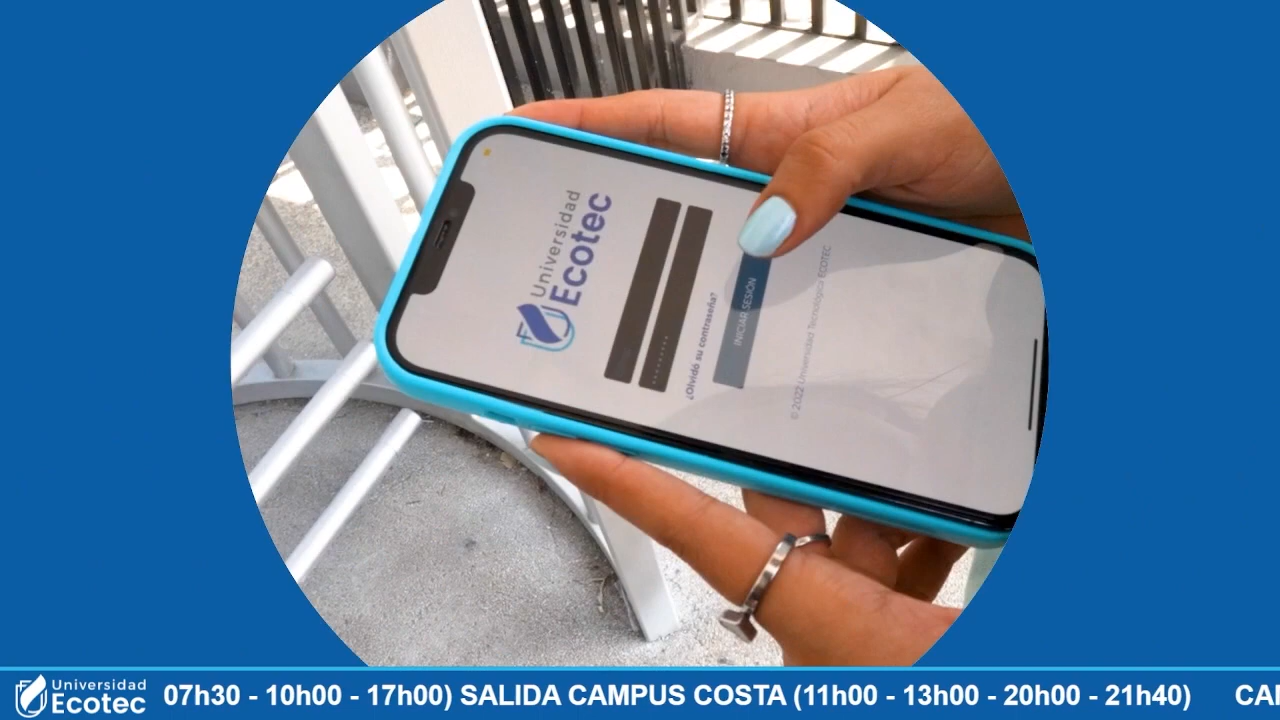 Universidad
Ecotec
¿Olvidó su contraseña?
INICIAR SESIÓN
© 2022 Universidad Tecnológica ECOTEC
Universidad
Ecotec
07h30 - 10h00 - 17h00) SALIDA CAMPUS COSTA (11h00 - 13h00 - 20h00 - 21h40)